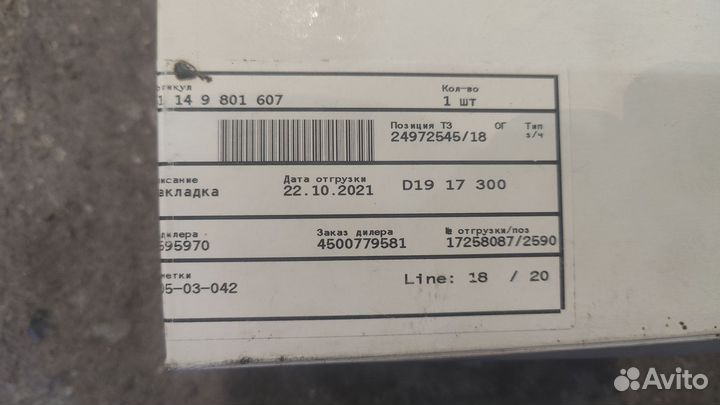 ртикул Кол-во
1 14 9 801 607 1 шт
Позиция ТЗ ОГ Тип з/ч
24972545/18
писание Дата отгрузки
акладка 22.10.2021 D19 17 300
дилера Заказ дилера № отгрузки/поз
595970 4500779581 17258087/2590
метки
05-03-042 Line: 18 / 20
Avito